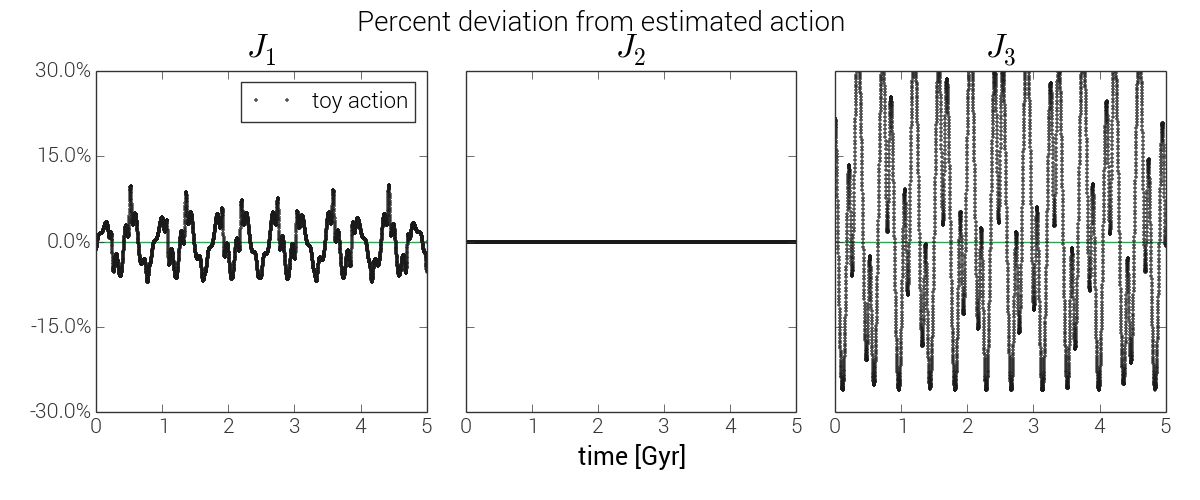 Percent deviation from estimated action
J1 J2 J3
30.0%
toy action
15.0%
0.0%
-15.0%
-30.0%
0 1 2 3 4 5 0 1 2 3 4 5 0 1 2 3 4 5
time [Gyr]